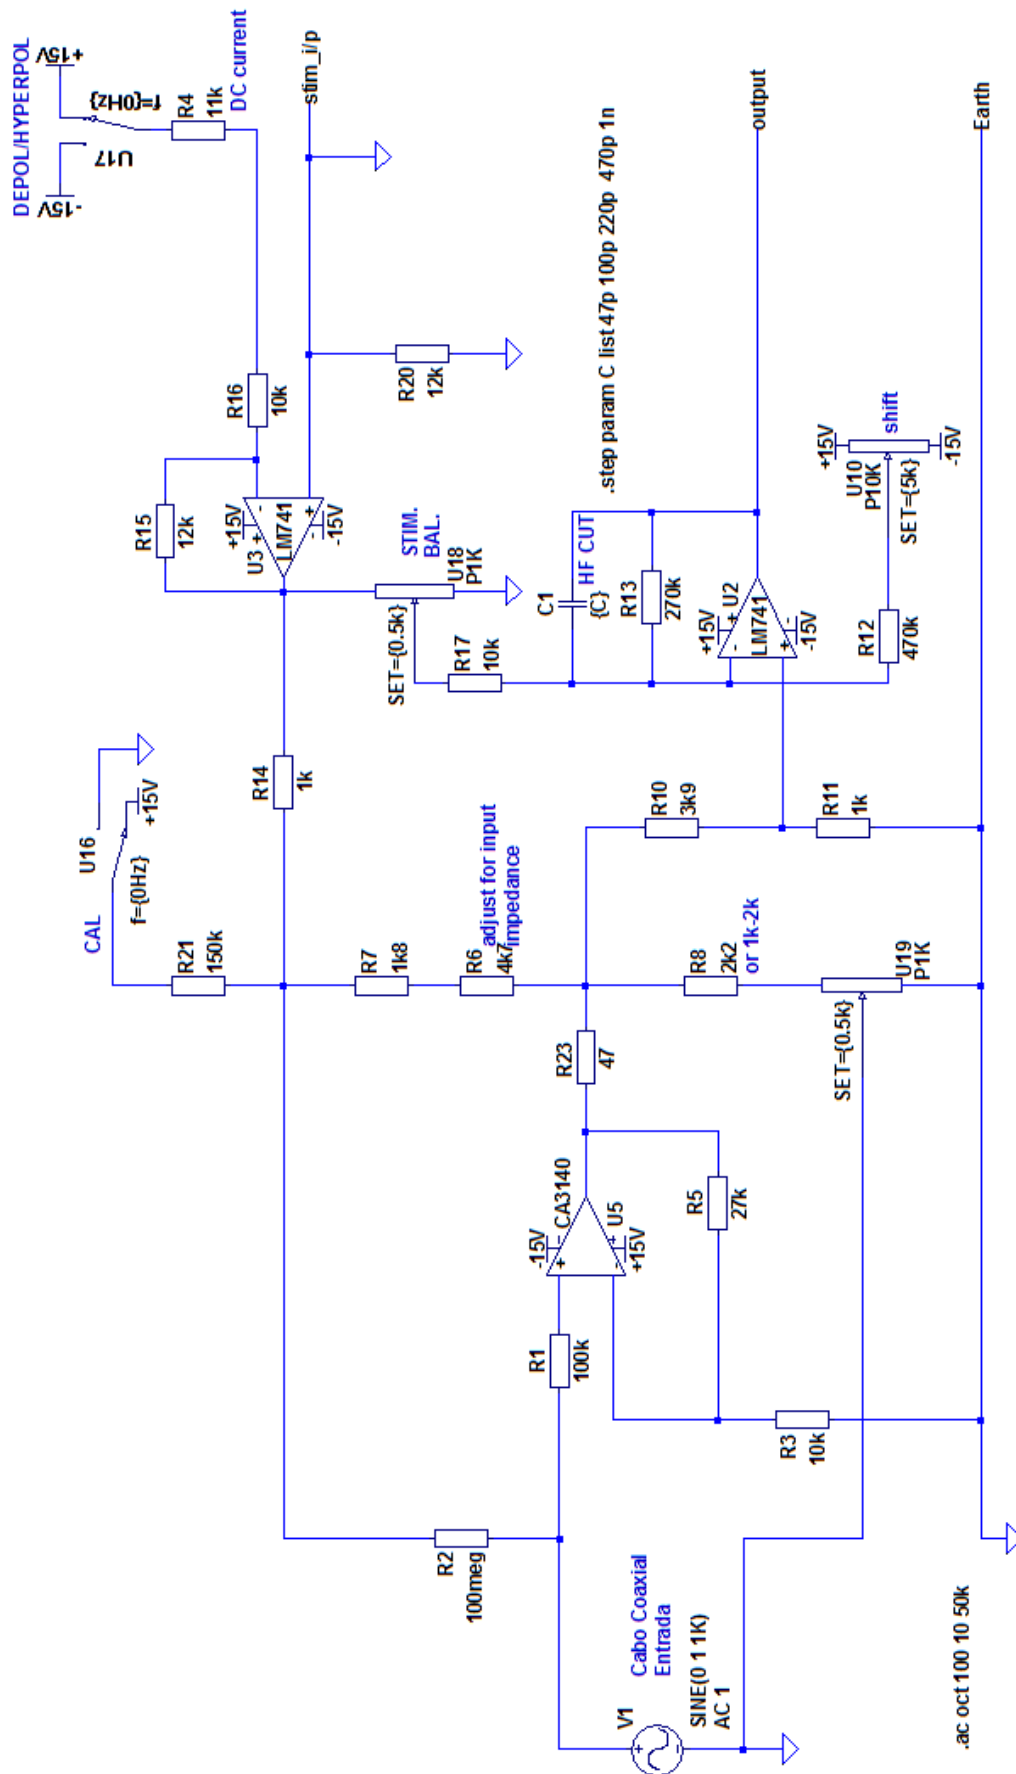 DEPOL/HYPERPOL
-15V
+15V
U17
f={0Hz}
R4
11k
DC current
stim_i/p
R16
10k
R20
12k
R15
12k
+15V
U3
LM741
-15V
STIM.
BAL.
U18
P1K
SET={0.5k}
R17
10k
C1
{C}
HF CUT
R13
270k
+15V
U2
LM741
-15V
output
.step param C list 47p 100p 220p 470p 1n
+15V
U10
P10K
SET={5k}
-15V
shift
R12
470k
U16
+15V
CAL
f={0Hz}
R21
150k
R14
1k
R7
1k8
R6
4k7
adjust for input
impedance
R10
3k9
R11
1k
R8
2k2
or 1k-2k
U19
P1K
SET={0.5k}
R23
47
-15V
CA3140
U5
+15V
R5
27k
R1
100k
R3
10k
R2
100meg
Cabo Coaxial
Entrada
V1
SINE(0 1 1K)
AC 1
Earth
.ac oct 100 10 50k